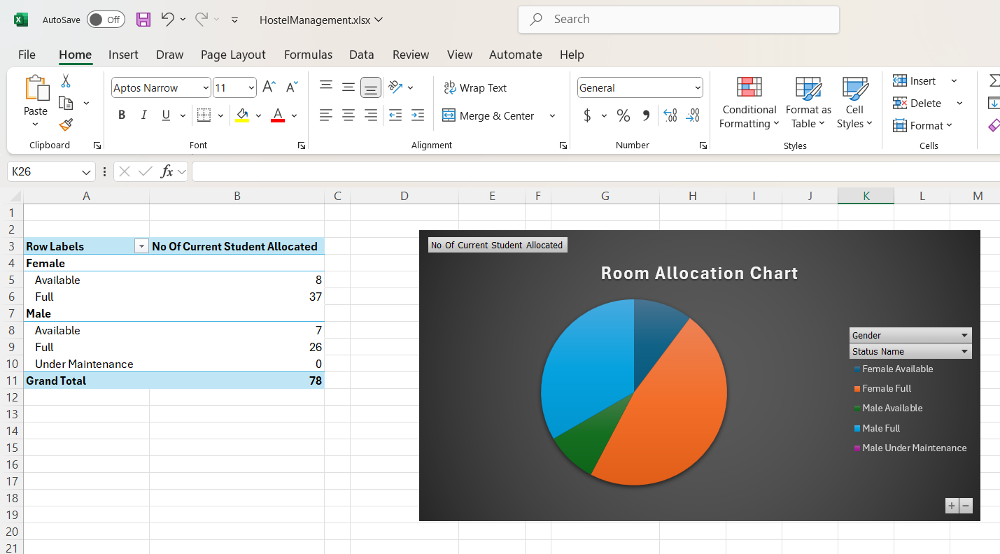 AutoSave Off HostelManagement.xlsx Search
File Home Insert Draw Page Layout Formulas Data Review View Automate Help
Paste
Clipboard
Aptos Narrow 11
B I U
Font
Wrap Text
Merge & Center
Alignment
General
$ % , .00 .00
Number
Conditional Formatting
Format as Table
Cell Styles
Styles
Insert
Delete
Format
Cells
K26 fx
A B C D E F G H I J K L M
1
2
3 Row Labels No Of Current Student Allocated
4 Female
5 Available 8
6 Full 37
7 Male
8 Available 7
9 Full 26
10 Under Maintenance 0
11 Grand Total 78
12
13
14
15
16
17
18
19
20
21
No Of Current Student Allocated
Room Allocation Chart
Gender
Status Name
Female Available
Female Full
Male Available
Male Full
Male Under Maintenance